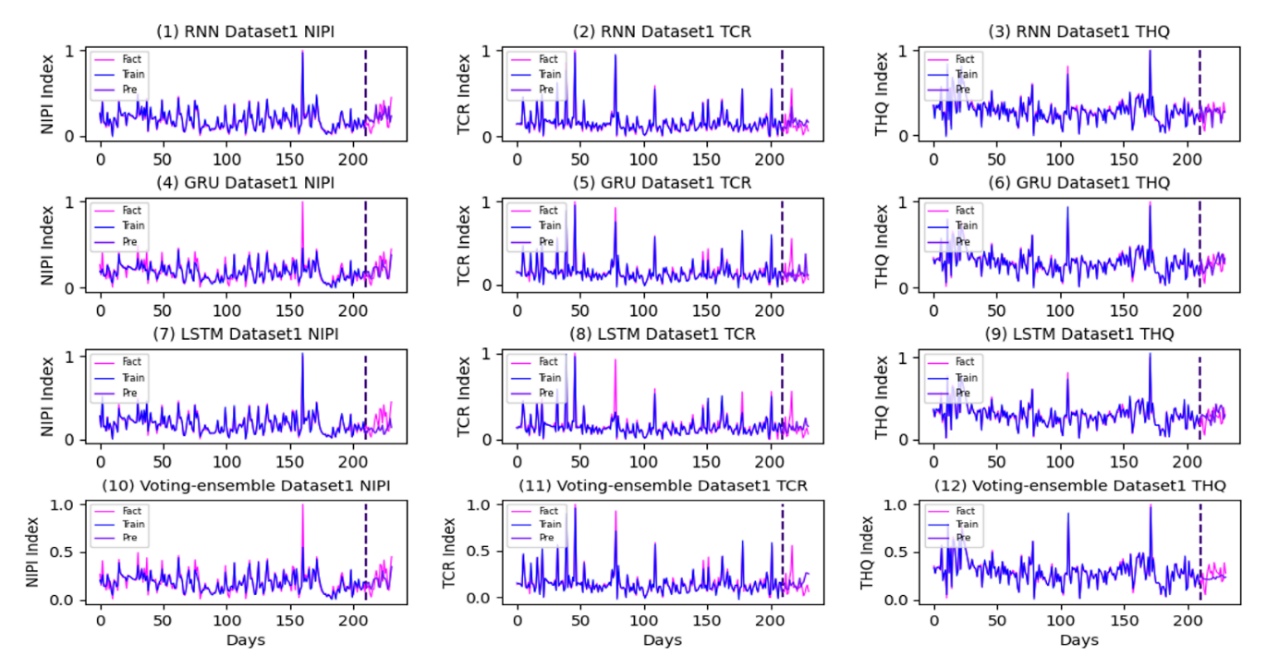 (1) RNN Dataset1 NIPI
(2) RNN Dataset1 TCR
(3) RNN Dataset1 THQ
NIPI Index
1
0
Fact
Train
Pre
0 50 100 150 200
TCR Index
1
0
Fact
Train
Pre
0 50 100 150 200
THQ Index
1
0
Fact
Train
Pre
0 50 100 150 200
(4) GRU Dataset1 NIPI
(5) GRU Dataset1 TCR
(6) GRU Dataset1 THQ
NIPI Index
1
0
Fact
Train
Pre
0 50 100 150 200
TCR Index
1
0
Fact
Train
Pre
0 50 100 150 200
THQ Index
1
0
Fact
Train
Pre
0 50 100 150 200
(7) LSTM Dataset1 NIPI
(8) LSTM Dataset1 TCR
(9) LSTM Dataset1 THQ
NIPI Index
1
0
Fact
Train
Pre
0 50 100 150 200
TCR Index
1
0
Fact
Train
Pre
0 50 100 150 200
THQ Index
1
0
Fact
Train
Pre
0 50 100 150 200
(10) Voting-ensemble Dataset1 NIPI
(11) Voting-ensemble Dataset1 TCR
(12) Voting-ensemble Dataset1 THQ
NIPI Index
1.0
0.5
0.0
Fact
Train
Pre
0 50 100 150 200
Days
TCR Index
1.0
0.5
0.0
Fact
Train
Pre
0 50 100 150 200
Days
THQ Index
1.0
0.5
0.0
Fact
Train
Pre
0 50 100 150 200
Days